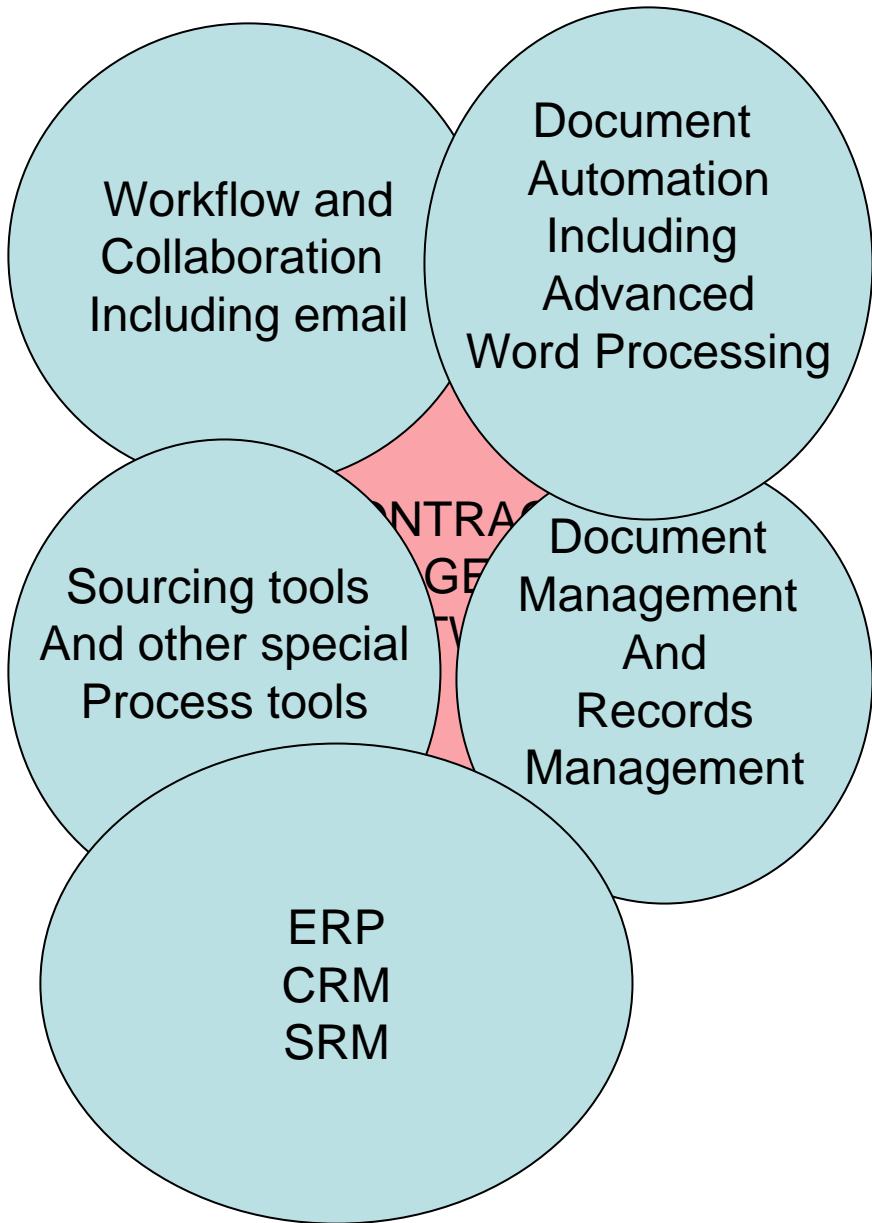 Workflow and
Collaboration
Including email
Document
Automation
Including
Advanced
Word Processing
Sourcing tools
And other special
Process tools
Document
Management
And
Records
Management
ERP
CRM
SRM